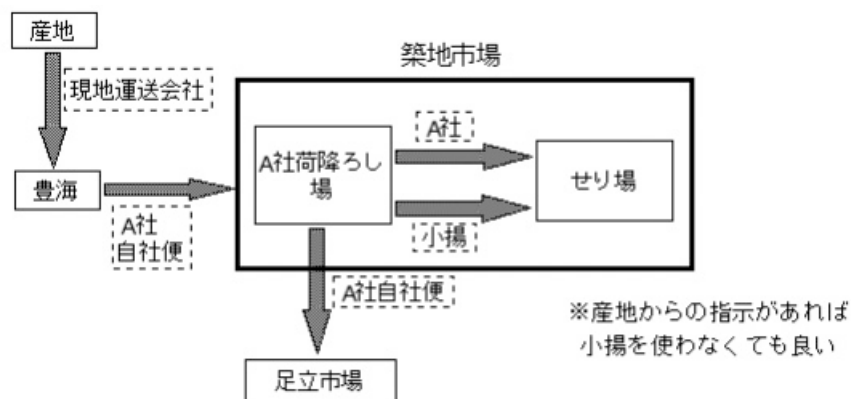 産地
築地市場
現地運送会社
A社
A社荷降ろし
場
せり場
豊海
小揚
A社
自社便
A社自社便
※産地からの指示があれば
小揚を使わなくても良い
足立市場